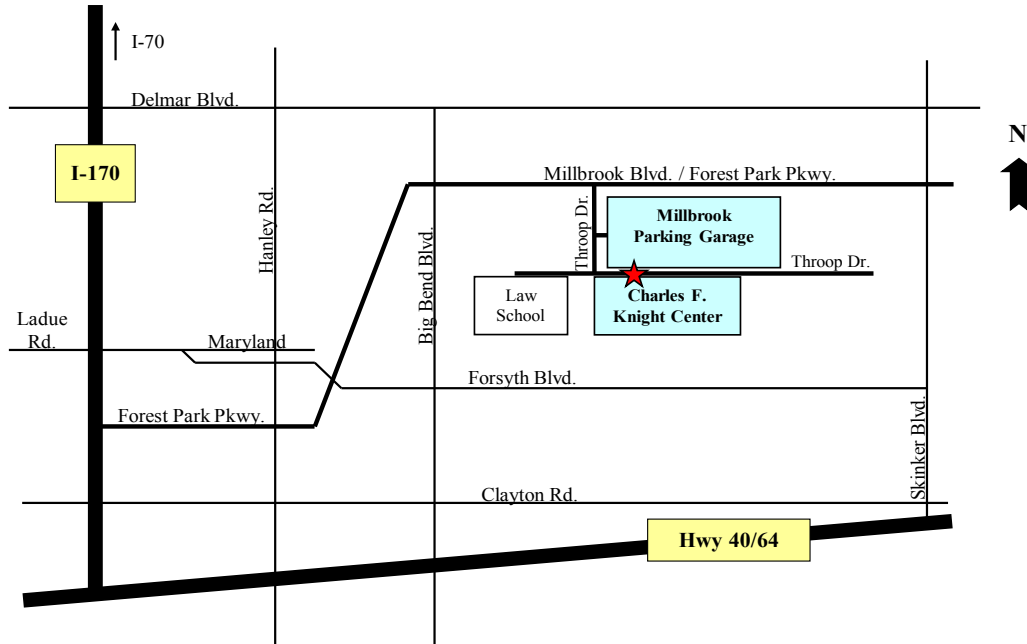 I-70
Delmar Blvd.
N
I-170
Millbrook Blvd. / Forest Park Pkwy.
Hanley Rd.
Big Bend Blvd.
Throop Dr.
Millbrook
Parking Garage
Throop Dr.
Law
School
Charles F.
Knight Center
Ladue
Rd.
Maryland
Forsyth Blvd.
Forest Park Pkwy.
Skinker Blvd.
Clayton Rd.
Hwy 40/64